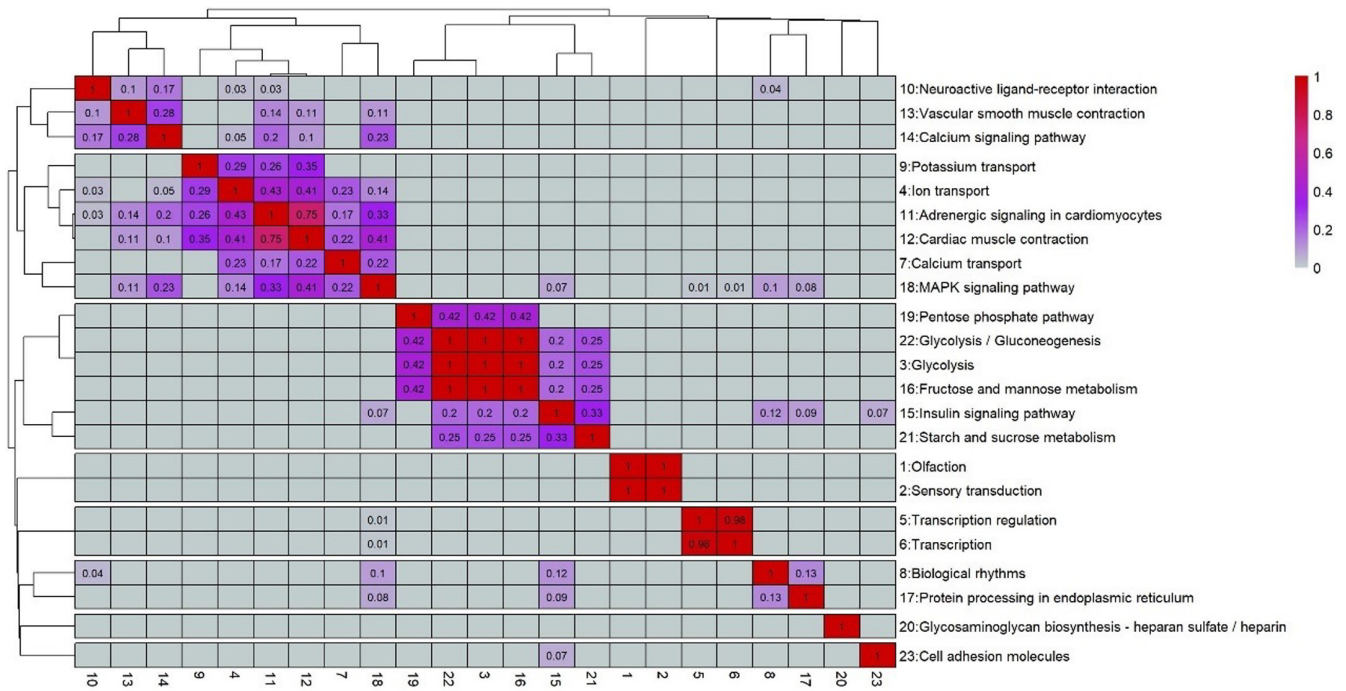 1 0.1 0.17 0.03 0.03 0.04 10:Neuroactive ligand-receptor interaction
0.1 1 0.28 0.14 0.11 0.11 13:Vascular smooth muscle contraction
0.17 0.28 1 0.05 0.2 0.1 0.23 14:Calcium signaling pathway
1 0.29 0.26 0.35 9:Potassium transport
0.03 0.05 0.29 1 0.43 0.41 0.23 0.14 4:Ion transport
0.03 0.14 0.2 0.26 0.43 1 0.75 0.17 0.33 11:Adrenergic signaling in cardiomyocytes
0.11 0.1 0.35 0.41 0.75 1 0.22 0.41 12:Cardiac muscle contraction
0.23 0.17 0.22 1 0.22 7:Calcium transport
0.11 0.23 0.14 0.33 0.41 0.22 1 0.07 0.01 0.01 0.1 0.08 18:MAPK signaling pathway
1 0.42 0.42 0.42 19:Pentose phosphate pathway
0.42 1 1 1 0.2 0.25 22:Glycolysis / Gluconeogenesis
0.42 1 1 1 0.2 0.25 3:Glycolysis
0.42 1 1 1 0.2 0.25 16:Fructose and mannose metabolism
0.07 0.2 0.2 0.2 1 0.33 0.12 0.09 0.07 15:Insulin signaling pathway
0.25 0.25 0.25 0.33 1 21:Starch and sucrose metabolism
1 1 1:Olfaction
1 1 2:Sensory transduction
0.01 1 0.98 5:Transcription regulation
0.01 0.98 1 6:Transcription
0.04 0.1 0.12 1 0.13 8:Biological rhythms
0.08 0.09 0.13 1 17:Protein processing in endoplasmic reticulum
1 20:Glycosaminoglycan biosynthesis - heparan sulfate / heparin
0.07 1 23:Cell adhesion molecules
10 13 14 9 4 11 12 7 18 19 22 3 16 15 21 1 2 5 6 8 17 20 23
1
0.8
0.6
0.4
0.2
0